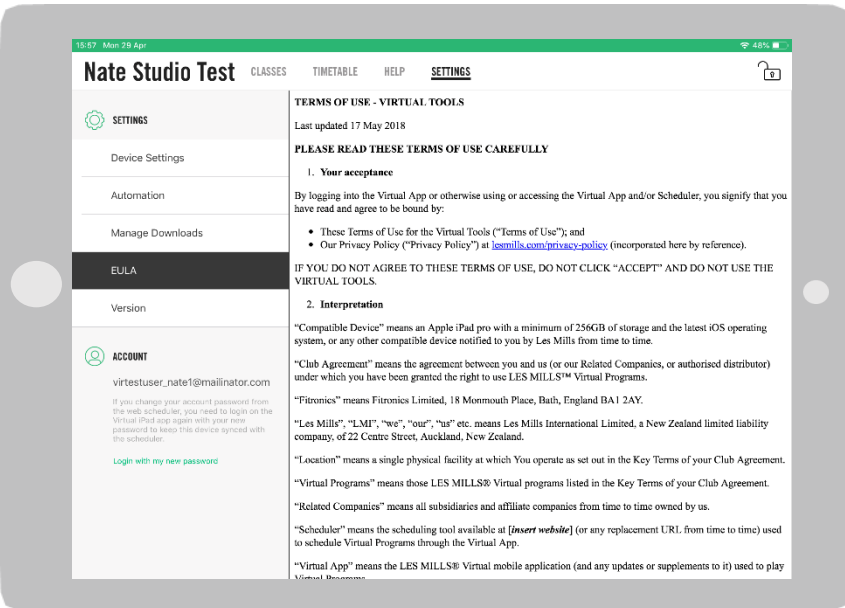 15:57 Mon 29 Apr
48%
Nate Studio Test
CLASSES
TIMETABLE
HELP
SETTINGS
SETTINGS
Device Settings
Automation
Manage Downloads
EULA
Version
ACCOUNT
virtestuser_nate1@mailinator.com
If you change your account password from
the web scheduler, you need to login on the
Virtual iPad app again with your new
password to keep this device synced with
the scheduler.
Login with my new password
TERMS OF USE - VIRTUAL TOOLS
Last updated 17 May 2018
PLEASE READ THESE TERMS OF USE CAREFULLY
1. Your acceptance
By logging into the Virtual App or otherwise using or accessing the Virtual App and/or Scheduler, you signify that you
have read and agree to be bound by:
• These Terms of Use for the Virtual Tools (“Terms of Use”); and
• Our Privacy Policy (“Privacy Policy”) at lesmills.com/privacy-policy (incorporated here by reference).
IF YOU DO NOT AGREE TO THESE TERMS OF USE, DO NOT CLICK “ACCEPT” AND DO NOT USE THE
VIRTUAL TOOLS.
2. Interpretation
“Compatible Device” means an Apple iPad pro with a minimum of 256GB of storage and the latest iOS operating
system, or any other compatible device notified to you by Les Mills from time to time.
“Club Agreement” means the agreement between you and us (or our Related Companies, or authorised distributor)
under which you have been granted the right to use LES MILLS™ Virtual Programs.
“Fitronics” means Fitronics Limited, 18 Monmouth Place, Bath, England BA1 2AY.
“Les Mills”, “LMI”, “we”, “our”, “us” etc. means Les Mills International Limited, a New Zealand limited liability
company, of 22 Centre Street, Auckland, New Zealand.
“Location” means a single physical facility at which You operate as set out in the Key Terms of your Club Agreement.
“Virtual Programs” means those LES MILLS® Virtual programs listed in the Key Terms of your Club Agreement.
“Related Companies” means all subsidiaries and affiliate companies from time to time owned by us.
“Scheduler” means the scheduling tool available at [insert website] (or any replacement URL from time to time) used
to schedule Virtual Programs through the Virtual App.
“Virtual App” means the LES MILLS® Virtual mobile application (and any updates or supplements to it) used to play
Virtual Programs